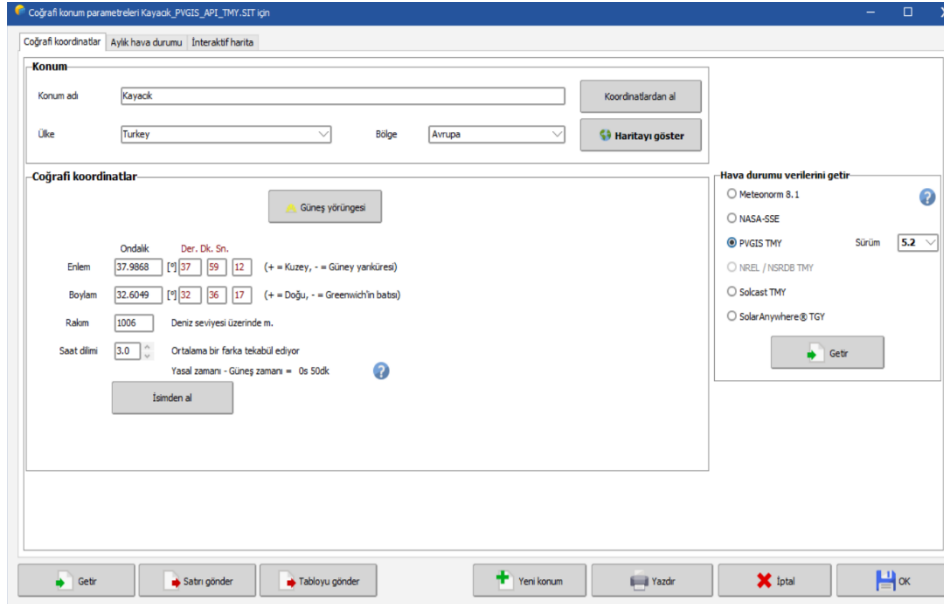 Coğrafi konum parametreleri Kayacık_PVGIS_API_TMY.SIT için
Coğrafi koordinatlar Aylık hava durumu İnteraktif harita
Konum
Konum adı Kayacık Koordinatlardan al
Ülke Turkey Bölge Avrupa Haritayı göster
Coğrafi koordinatlar
Güneş yörüngesi
Ondalık Der. Dk. Sn.
Enlem 37.9868 [°] 37 59 12 (+ = Kuzey, - = Güney yarıküresi)
Boylam 32.6049 [°] 32 36 17 (+ = Doğu, - = Greenwich'in batısı)
Rakım 1006 Deniz seviyesi üzerinde m.
Saat dilimi 3.0 Ortalama bir farka tekabül ediyor
Yasal zamanı - Güneş zamanı = 0s 50dk ?
İsimden al
Hava durumu verilerini getir
Meteonorm 8.1 ?
NASA-SSE
PVGIS TMY Sürüm 5.2
NREL / NSRDB TMY
Solcast TMY
SolarAnywhere® TGY
Getir
Getir Satırı gönder Tabloyu gönder Yeni konum Yazdır İptal OK